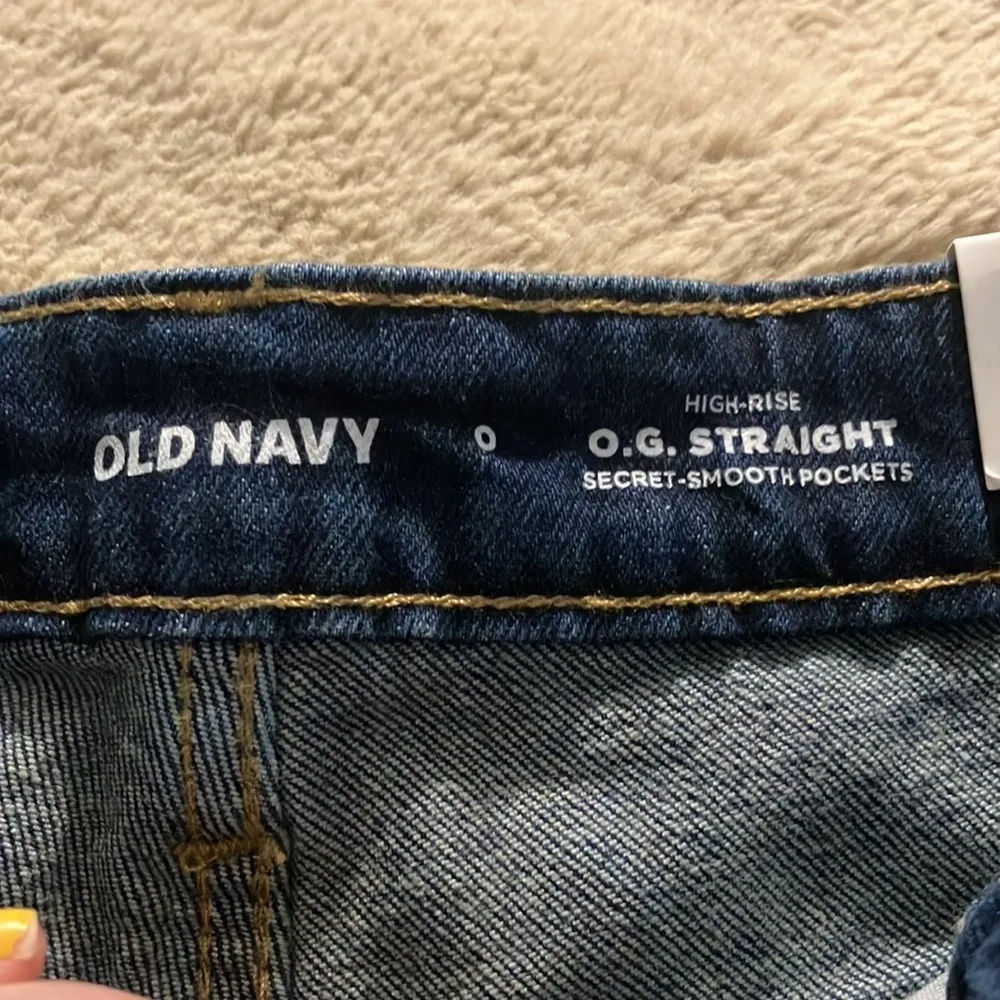 OLD NAVY
0
HIGH-RISE
O.G. STRAIGHT
SECRET-SMOOTH POCKETS